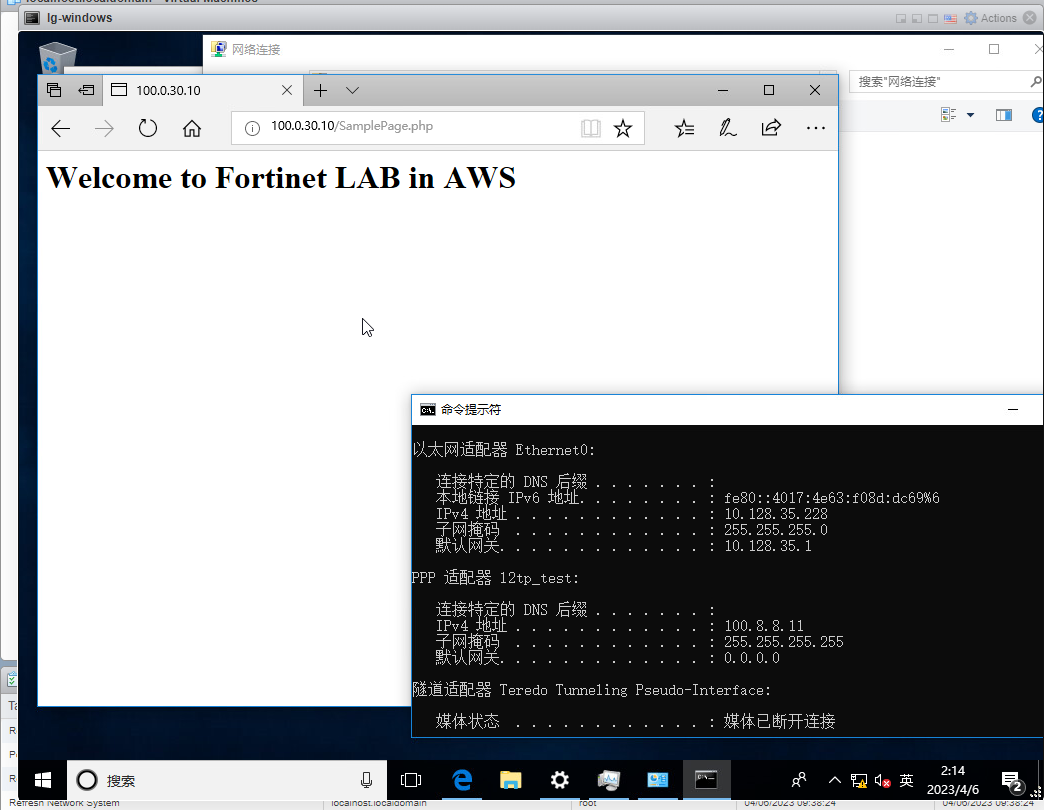 localhost.localdomain - Virtual Machines
lg-windows
Actions
网络连接
搜索"网络连接"
100.0.30.10
100.0.30.10/SamplePage.php
Welcome to Fortinet LAB in AWS
命令提示符
以太网适配器 Ethernet0:
连接特定的 DNS 后缀 . . . . . . . :
本地链接 IPv6 地址. . . . . . . . : fe80::4017:4e63:f08d:dc69%6
IPv4 地址 . . . . . . . . . . . . : 10.128.35.228
子网掩码 . . . . . . . . . . . . : 255.255.255.0
默认网关. . . . . . . . . . . . . : 10.128.35.1
PPP 适配器 l2tp_test:
连接特定的 DNS 后缀 . . . . . . . :
IPv4 地址 . . . . . . . . . . . . : 100.8.8.11
子网掩码 . . . . . . . . . . . . : 255.255.255.255
默认网关. . . . . . . . . . . . . : 0.0.0.0
隧道适配器 Teredo Tunneling Pseudo-Interface:
媒体状态 . . . . . . . . . . . . : 媒体已断开连接
搜索
英
2:14
2023/4/6
2
Refresh Network System
localhost.localdomain
root
04/06/2023 09:38:24
04/06/2023 09:38:24